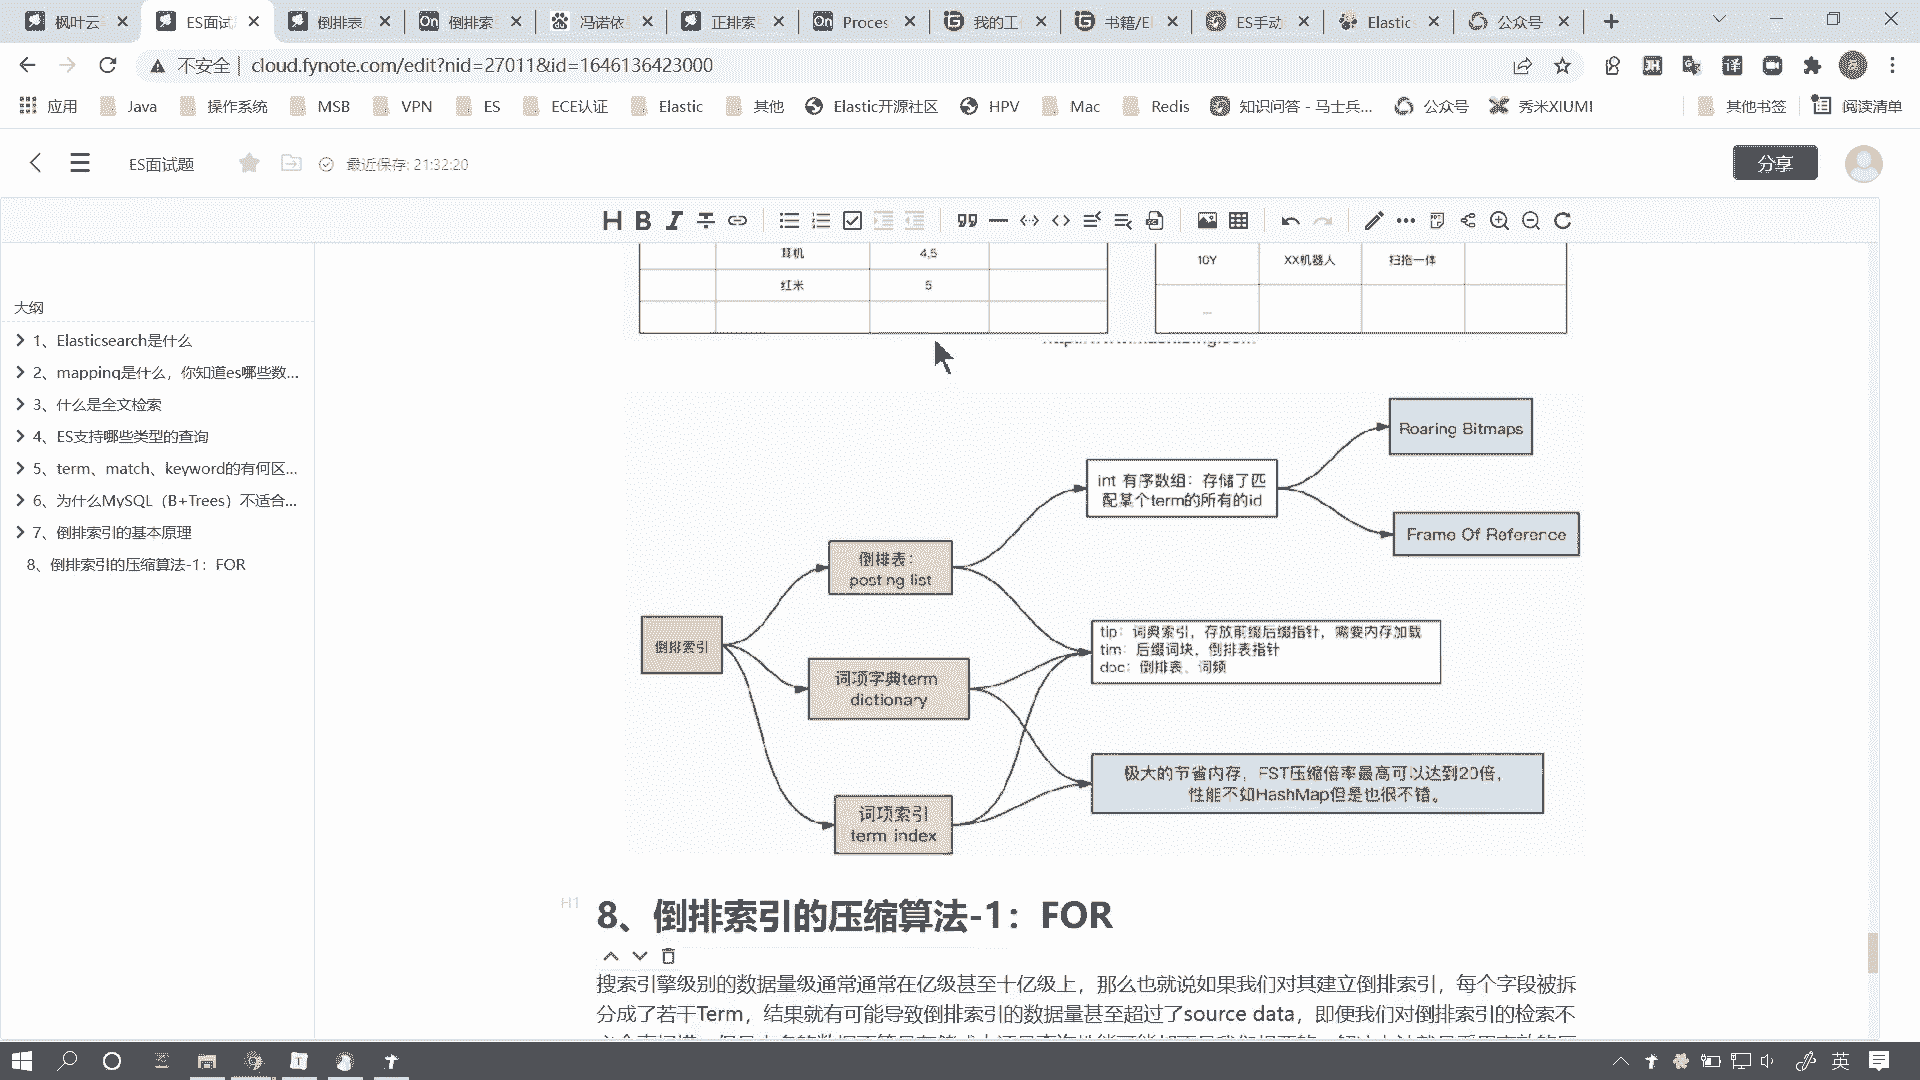 枫叶云
ES面试
倒排表
倒排索
冯诺依
正排索
Proces
我的工
书籍/El
ES手动
Elastic
公众号
不安全
cloud.fynote.com/edit?nid=27011&id=1646136423000
应用
Java
操作系统
MSB
VPN
ES
ECE认证
Elastic
其他
Elastic开源社区
HPV
Mac
Redis
知识问答 - 马士兵...
公众号
秀米XIUMI
其他书签
阅读清单
ES面试题
最近保存: 21:32:20
分享
大纲
1、Elasticsearch是什么
2、mapping是什么，你知道es哪些数...
3、什么是全文检索
4、ES支持哪些类型的查询
5、term、match、keyword的有何区...
6、为什么MySQL（B+Trees）不适合...
7、倒排索引的基本原理
8、倒排索引的压缩算法-1：FOR
耳机
4,5
红米
5
10Y
XX机器人
扫拖一体
...
倒排索引
倒排表：
posting list
词项字典term
dictionary
词项索引
term index
int 有序数组：存储了匹
配某个term的所有的id
Roaring Bitmaps
Frame Of Reference
tip：词典索引，存放前缀后缀指针，需要内存加载
tim：后缀词块，倒排表指针
doc：倒排表、词频
极大的节省内存，FST压缩倍率最高可以达到20倍，
性能不如HashMap但是也很不错。
H1
8、倒排索引的压缩算法-1：FOR
搜索引擎级别的数据量级通常通常在亿级甚至十亿级上，那么也就说如果我们对其建立倒排索引，每个字段被拆
分成了若干Term，结果就有可能导致倒排索引的数据量甚至超过了source data，即便我们对倒排索引的检索不
英